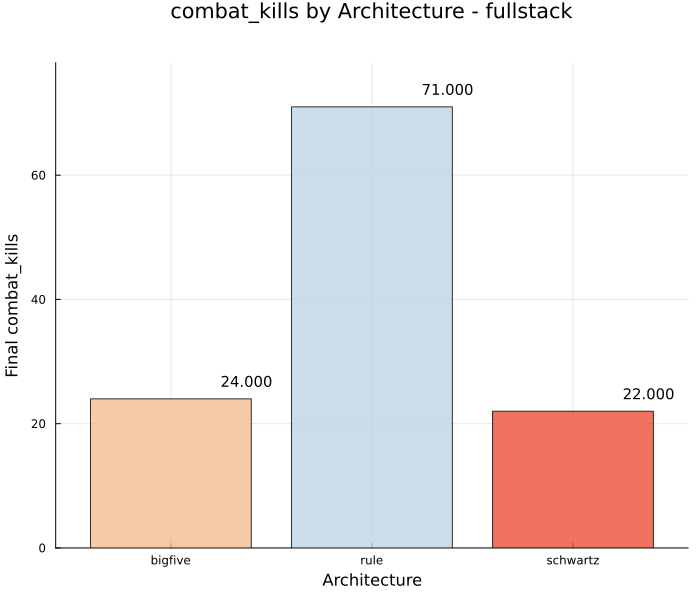 combat_kills by Architecture - fullstack
71.000
60
Final combat_kills
40
24.000
22.000
20
0
bigfive
rule
schwartz
Architecture